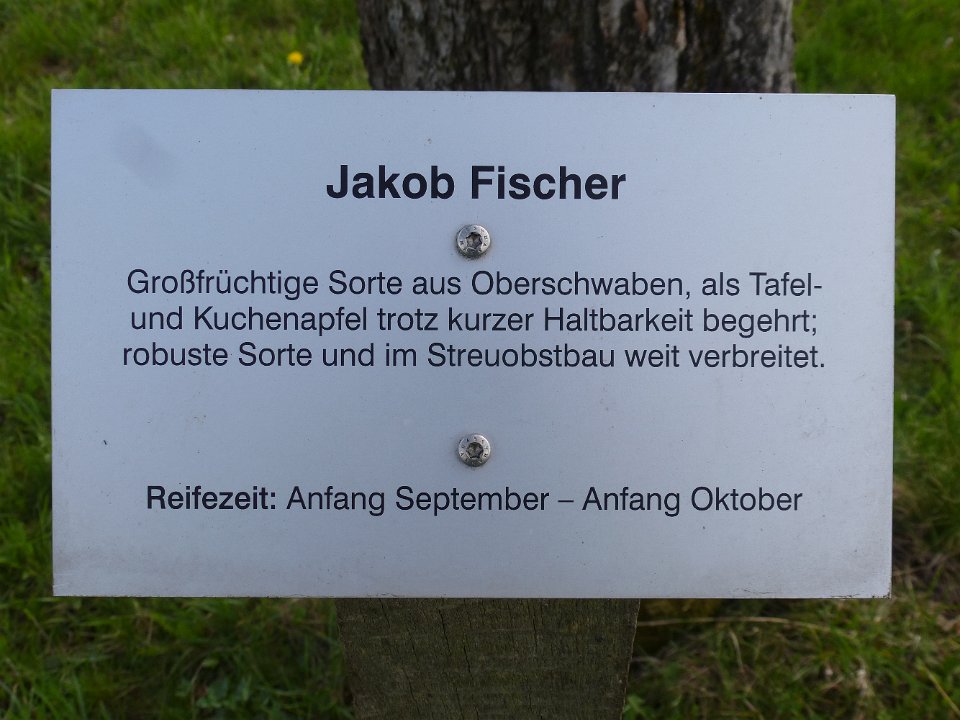 Jakob Fischer
Großfrüchtige Sorte aus Oberschwaben, als Tafel-
und Kuchenapfel trotz kurzer Haltbarkeit begehrt;
robuste Sorte und im Streuobstbau weit verbreitet.
Reifezeit: Anfang September – Anfang Oktober